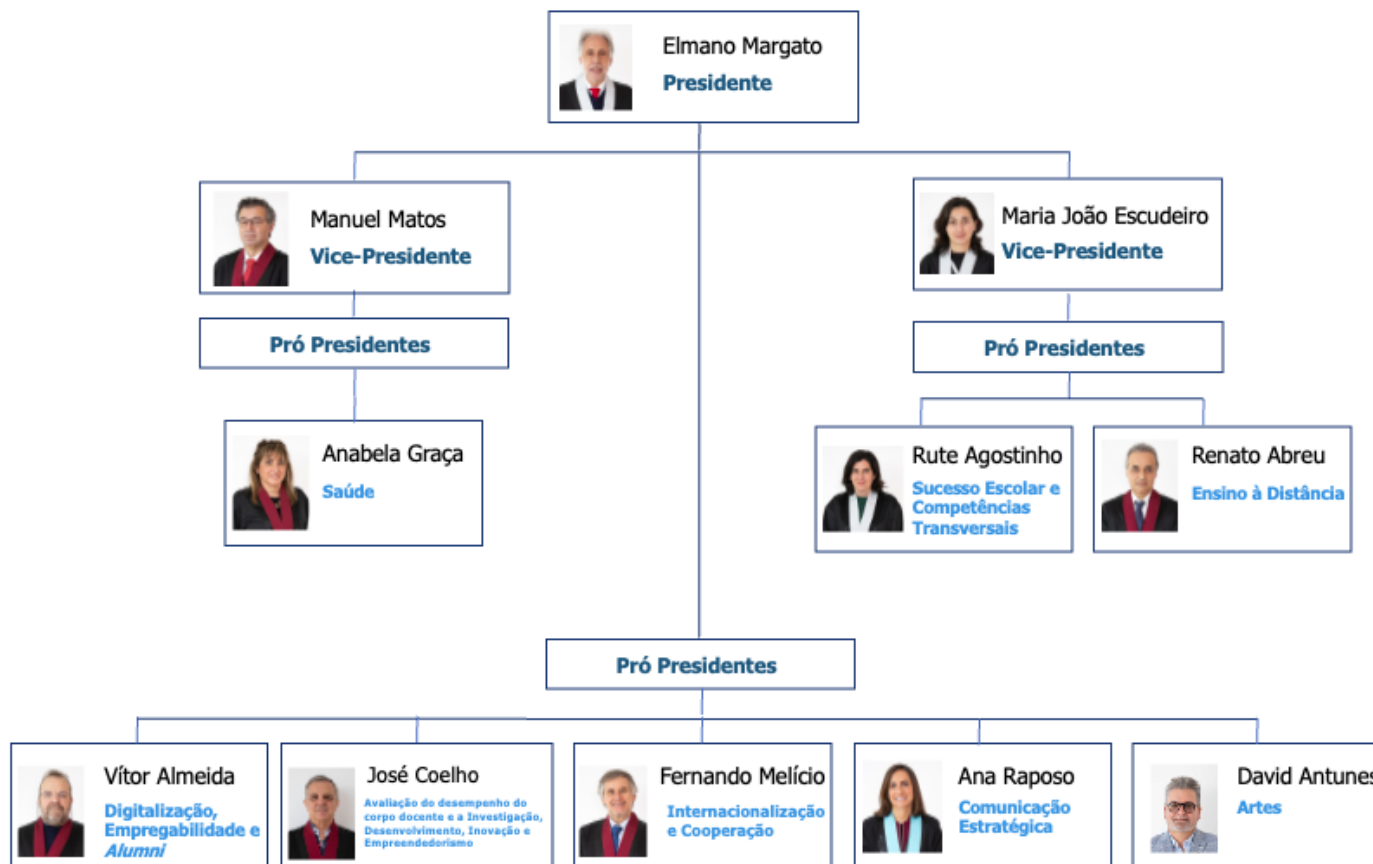 Elmano Margato
Presidente
Manuel Matos
Vice-Presidente
Maria João Escudeiro
Vice-Presidente
Pró Presidentes
Pró Presidentes
Anabela Graça
Saúde
Rute Agostinho
Sucesso Escolar e
Competências
Transversais
Renato Abreu
Ensino à Distância
Pró Presidentes
Vítor Almeida
Digitalização,
Empregabilidade e
Alumni
José Coelho
Avaliação do desempenho do
corpo docente e a Investigação,
Desenvolvimento, Inovação e
Empreendedorismo
Fernando Melício
Internacionalização
e Cooperação
Ana Raposo
Comunicação
Estratégica
David Antunes
Artes